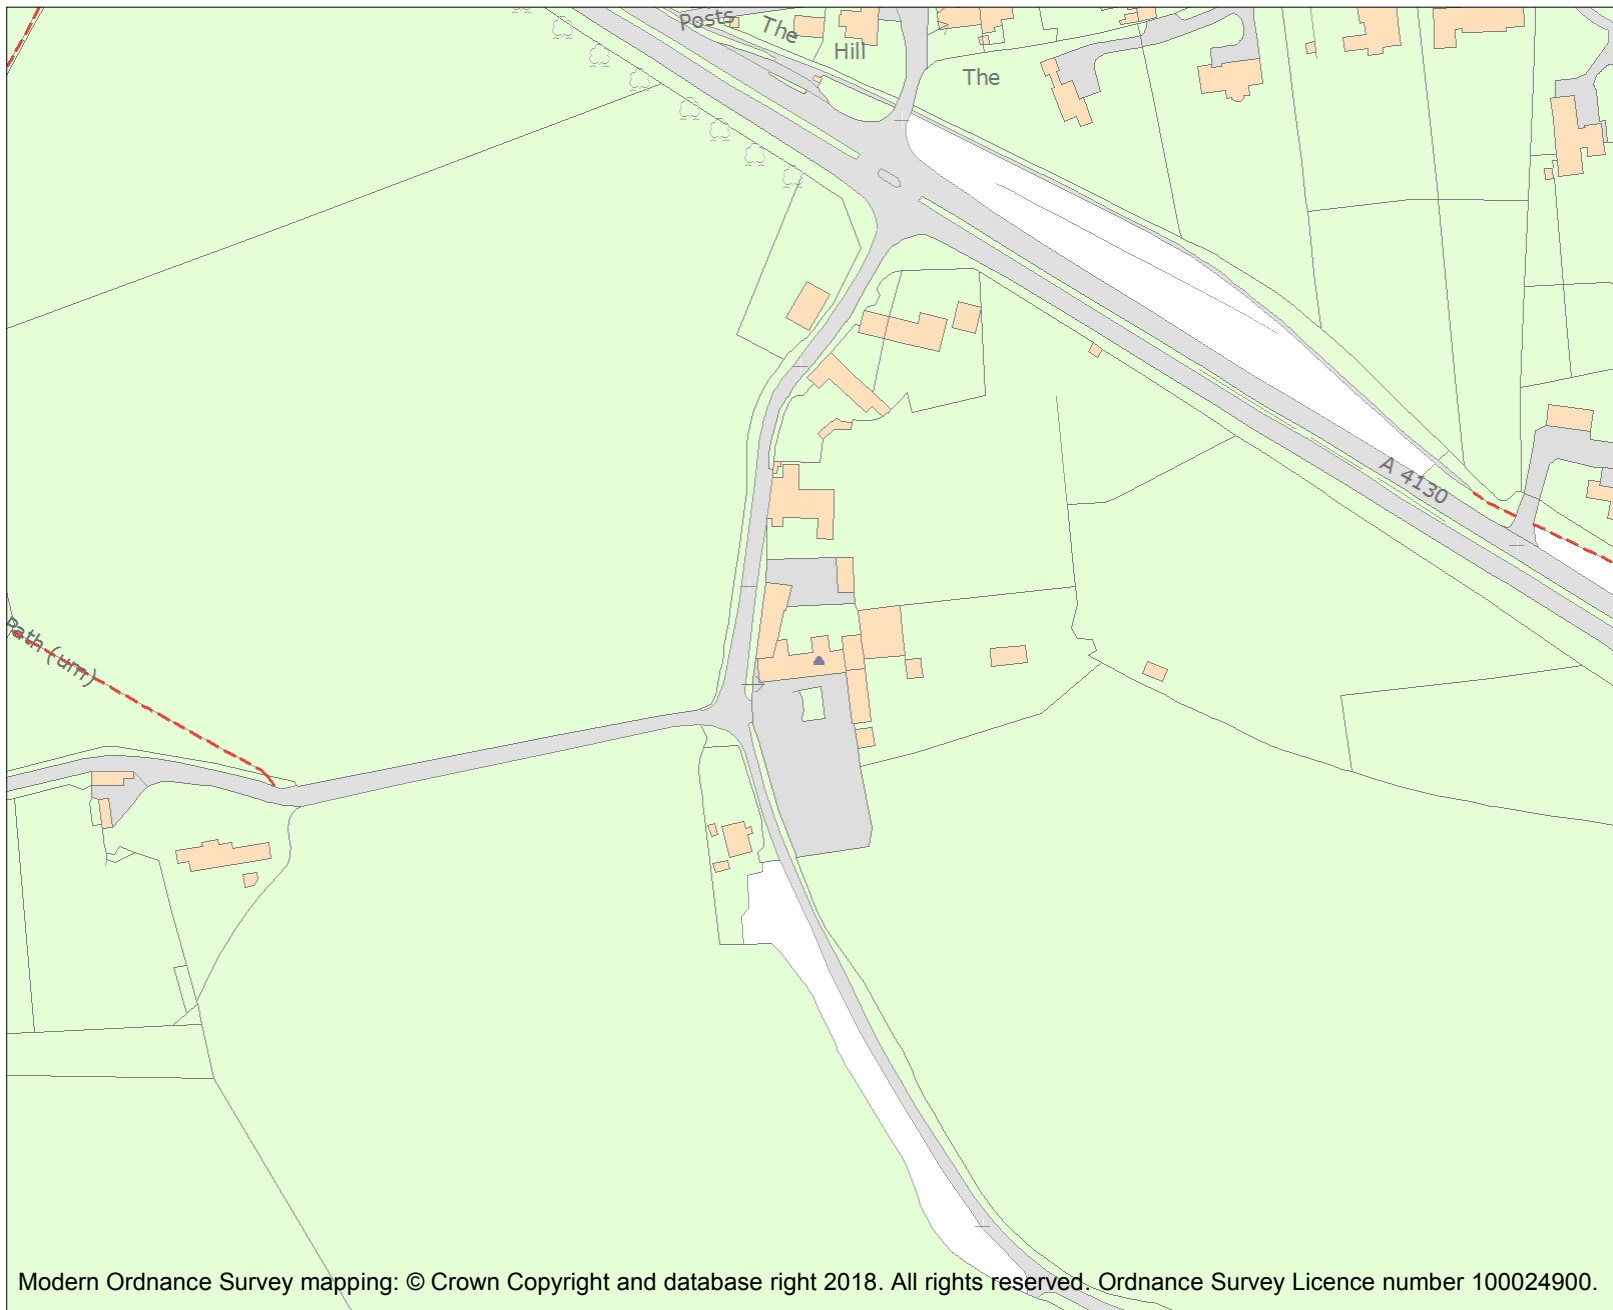 Posts
The
Hill
The
A 4130
Path (um)
Modern Ordnance Survey mapping: © Crown Copyright and database right 2018. All rights reserved. Ordnance Survey Licence number 100024900.